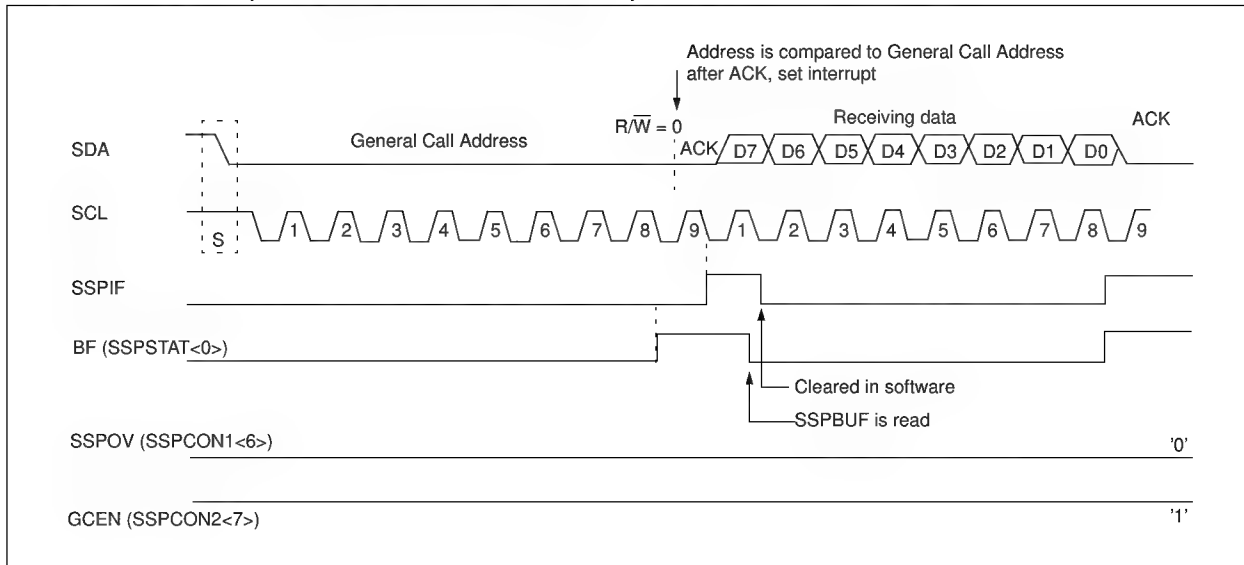 Address is compared to General Call Address
after ACK, set interrupt
R/W = 0
Receiving data
ACK
SDA
General Call Address
ACK
D7 D6 D5 D4 D3 D2 D1 D0
SCL
S
1 2 3 4 5 6 7 8 9 1 2 3 4 5 6 7 8 9
SSPIF
BF (SSPSTAT<0>)
Cleared in software
SSPBUF is read
SSPOV (SSPCON1<6>)
'0'
GCEN (SSPCON2<7>)
'1'